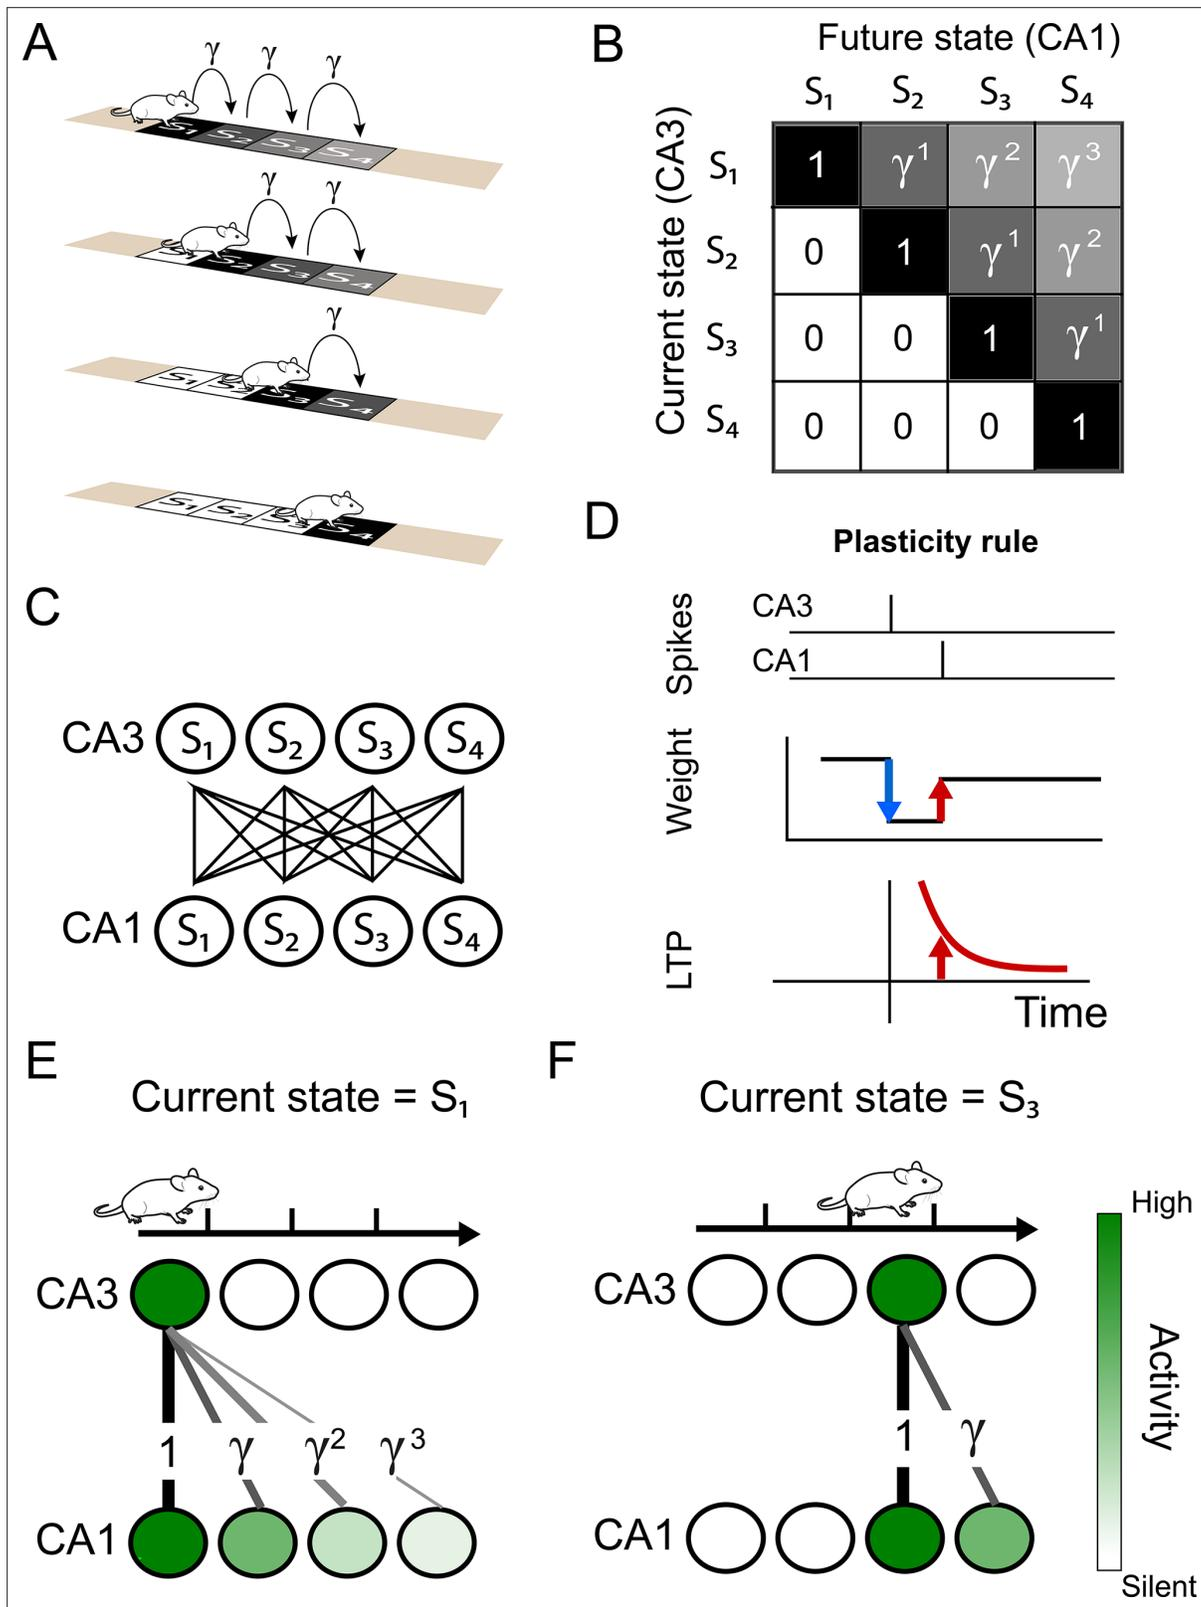 A
γ γ γ
S₁ S₂ S₃ S₄
γ γ
S₂ S₃ S₄
γ
S₁ S₃ S₄
S₁ S₂ S₃ S₄
B
Future state (CA1)
S₁ S₂ S₃ S₄
Current state (CA3)
S₁ 1 γ¹ γ² γ³
S₂ 0 1 γ¹ γ²
S₃ 0 0 1 γ¹
S₄ 0 0 0 1
C
CA3 S₁ S₂ S₃ S₄
CA1 S₁ S₂ S₃ S₄
D
Plasticity rule
Spikes
CA3
CA1
Weight
LTP
Time
E
Current state = S₁
CA3
1 γ γ² γ³
CA1
F
Current state = S₃
CA3
1 γ
CA1
High
Activity
Silent